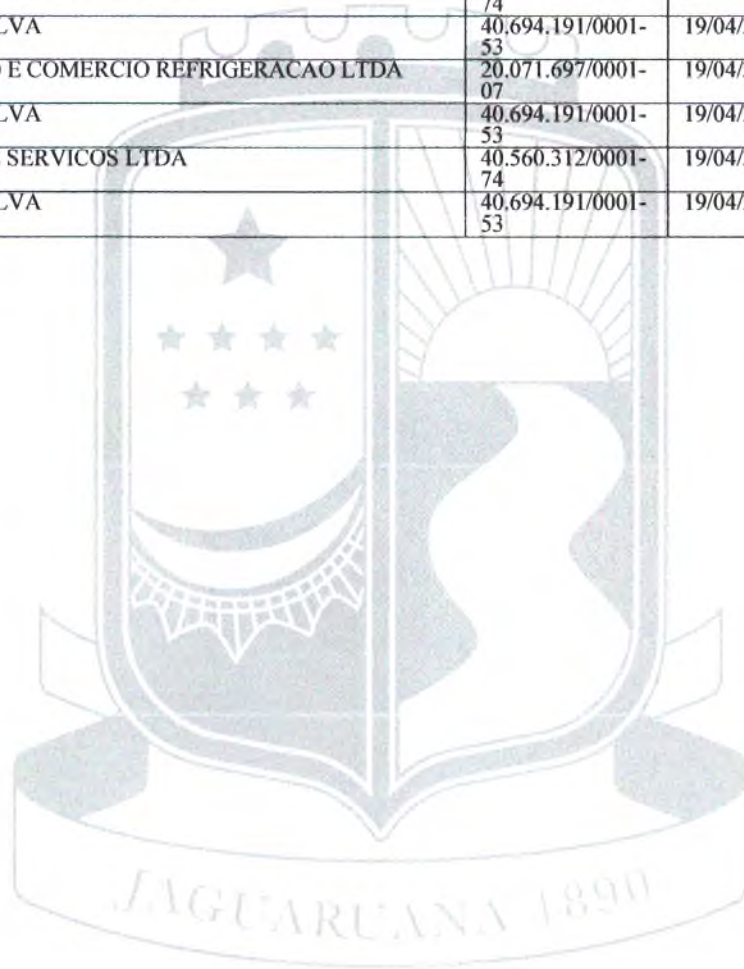 74
LVA 40.694.191/0001- 19/04/
53
E COMERCIO REFRIGERACAO LTDA 20.071.697/0001- 19/04/
07
LVA 40.694.191/0001- 19/04/
53
SERVICOS LTDA 40.560.312/0001- 19/04/
74
LVA 40.694.191/0001- 19/04/
53
JAGUARUANA 1890